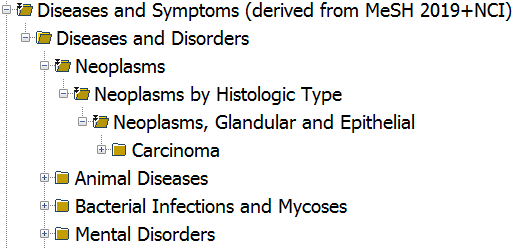 Diseases and Symptoms (derived from MeSH 2019+NCI)
Diseases and Disorders
Neoplasms
Neoplasms by Histologic Type
Neoplasms, Glandular and Epithelial
Carcinoma
Animal Diseases
Bacterial Infections and Mycoses
Mental Disorders